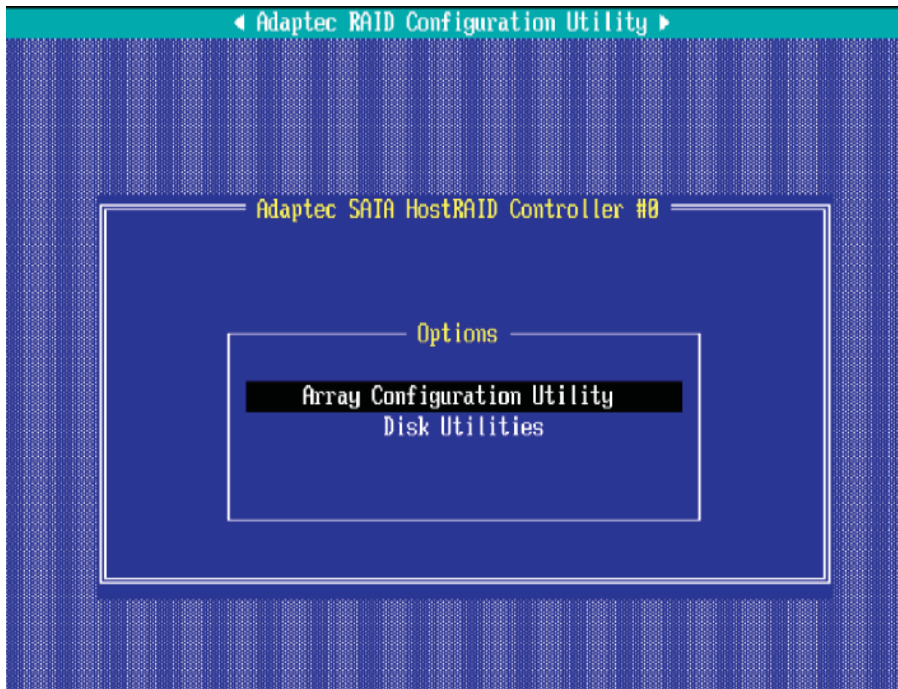 Adaptec RAID Configuration Utility
Adaptec SATA HostRAID Controller #0
Options
Array Configuration Utility
Disk Utilities